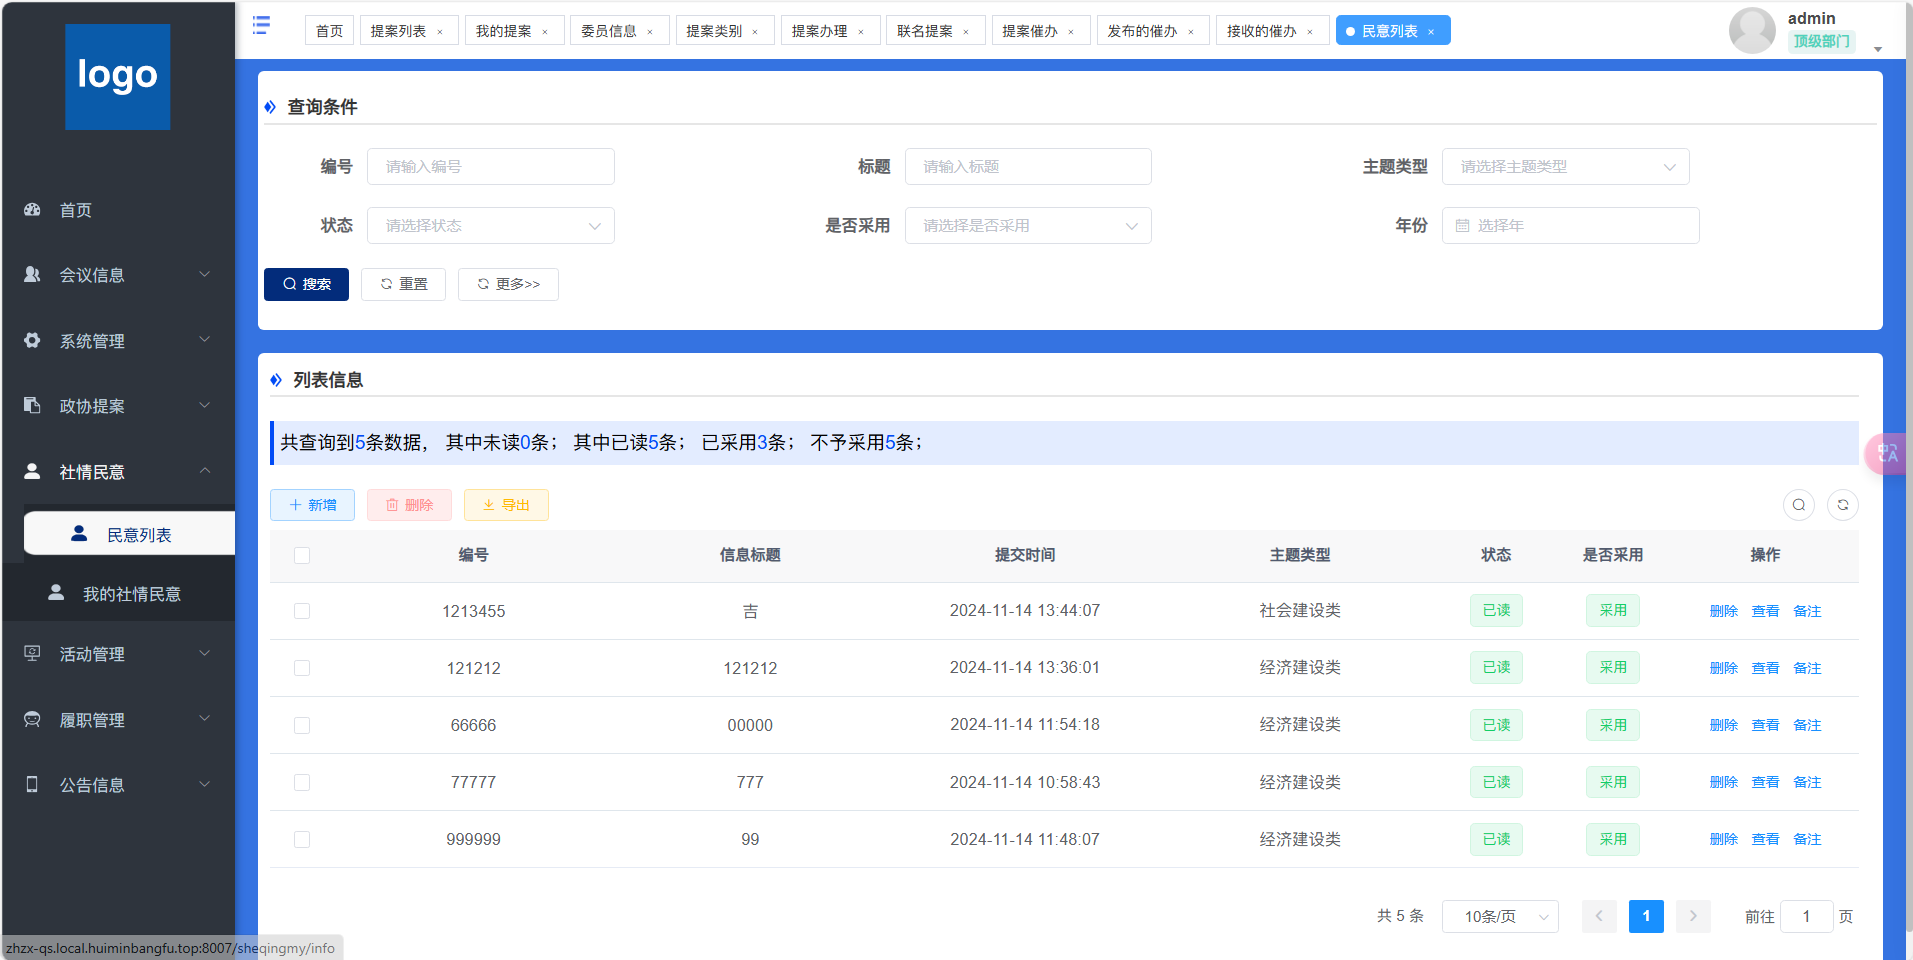 logo
首页
会议信息
系统管理
政协提案
社情民意
民意列表
我的社情民意
活动管理
履职管理
公告信息
首页 提案列表 × 我的提案 × 委员信息 × 提案类别 × 提案办理 × 联名提案 × 提案催办 × 发布的催办 × 接收的催办 × 民意列表 ×
admin
顶级部门
查询条件
编号 请输入编号 标题 请输入标题 主题类型 请选择主题类型
状态 请选择状态 是否采用 请选择是否采用 年份 选择年
搜索 重置 更多>>
列表信息
共查询到5条数据， 其中未读0条； 其中已读5条； 已采用3条； 不予采用5条；
新增 删除 导出
编号 信息标题 提交时间 主题类型 状态 是否采用 操作
1213455 吉 2024-11-14 13:44:07 社会建设类 已读 采用 删除 查看 备注
121212 121212 2024-11-14 13:36:01 经济建设类 已读 采用 删除 查看 备注
66666 00000 2024-11-14 11:54:18 经济建设类 已读 采用 删除 查看 备注
77777 777 2024-11-14 10:58:43 经济建设类 已读 采用 删除 查看 备注
999999 99 2024-11-14 11:48:07 经济建设类 已读 采用 删除 查看 备注
共 5 条 10条/页 1 前往 1 页
zhzx-qs.local.huiminbangfu.top:8007/sheqingmy/info